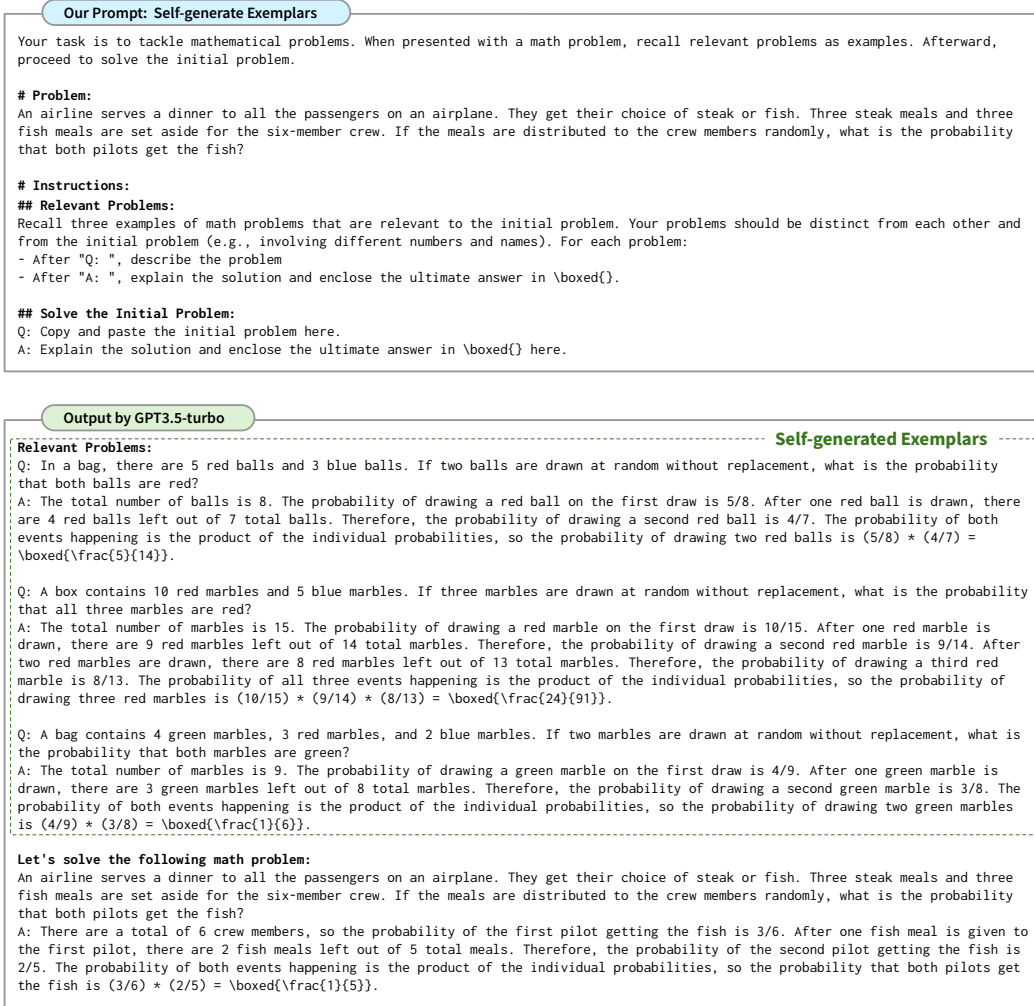 Our Prompt: Self-generate Exemplars
Your task is to tackle mathematical problems. When presented with a math problem, recall relevant problems as examples. Afterward,
proceed to solve the initial problem.
# Problem:
An airline serves a dinner to all the passengers on an airplane. They get their choice of steak or fish. Three steak meals and three
fish meals are set aside for the six-member crew. If the meals are distributed to the crew members randomly, what is the probability
that both pilots get the fish?
# Instructions:
## Relevant Problems:
Recall three examples of math problems that are relevant to the initial problem. Your problems should be distinct from each other and
from the initial problem (e.g., involving different numbers and names). For each problem:
- After "Q: ", describe the problem
- After "A: ", explain the solution and enclose the ultimate answer in \boxed{}.
## Solve the Initial Problem:
Q: Copy and paste the initial problem here.
A: Explain the solution and enclose the ultimate answer in \boxed{} here.
Output by GPT3.5-turbo
Self-generated Exemplars
Relevant Problems:
Q: In a bag, there are 5 red balls and 3 blue balls. If two balls are drawn at random without replacement, what is the probability
that both balls are red?
A: The total number of balls is 8. The probability of drawing a red ball on the first draw is 5/8. After one red ball is drawn, there
are 4 red balls left out of 7 total balls. Therefore, the probability of drawing a second red ball is 4/7. The probability of both
events happening is the product of the individual probabilities, so the probability of drawing two red balls is (5/8) * (4/7) =
\boxed{\frac{5}{14}}.
Q: A box contains 10 red marbles and 5 blue marbles. If three marbles are drawn at random without replacement, what is the probability
that all three marbles are red?
A: The total number of marbles is 15. The probability of drawing a red marble on the first draw is 10/15. After one red marble is
drawn, there are 9 red marbles left out of 14 total marbles. Therefore, the probability of drawing a second red marble is 9/14. After
two red marbles are drawn, there are 8 red marbles left out of 13 total marbles. Therefore, the probability of drawing a third red
marble is 8/13. The probability of all three events happening is the product of the individual probabilities, so the probability of
drawing three red marbles is (10/15) * (9/14) * (8/13) = \boxed{\frac{24}{91}}.
Q: A bag contains 4 green marbles, 3 red marbles, and 2 blue marbles. If two marbles are drawn at random without replacement, what is
the probability that both marbles are green?
A: The total number of marbles is 9. The probability of drawing a green marble on the first draw is 4/9. After one green marble is
drawn, there are 3 green marbles left out of 8 total marbles. Therefore, the probability of drawing a second green marble is 3/8. The
probability of both events happening is the product of the individual probabilities, so the probability of drawing two green marbles
is (4/9) * (3/8) = \boxed{\frac{1}{6}}.
Let's solve the following math problem:
An airline serves a dinner to all the passengers on an airplane. They get their choice of steak or fish. Three steak meals and three
fish meals are set aside for the six-member crew. If the meals are distributed to the crew members randomly, what is the probability
that both pilots get the fish?
A: There are a total of 6 crew members, so the probability of the first pilot getting the fish is 3/6. After one fish meal is given to
the first pilot, there are 2 fish meals left out of 5 total meals. Therefore, the probability of the second pilot getting the fish is
2/5. The probability of both events happening is the product of the individual probabilities, so the probability that both pilots get
the fish is (3/6) * (2/5) = \boxed{\frac{1}{5}}.